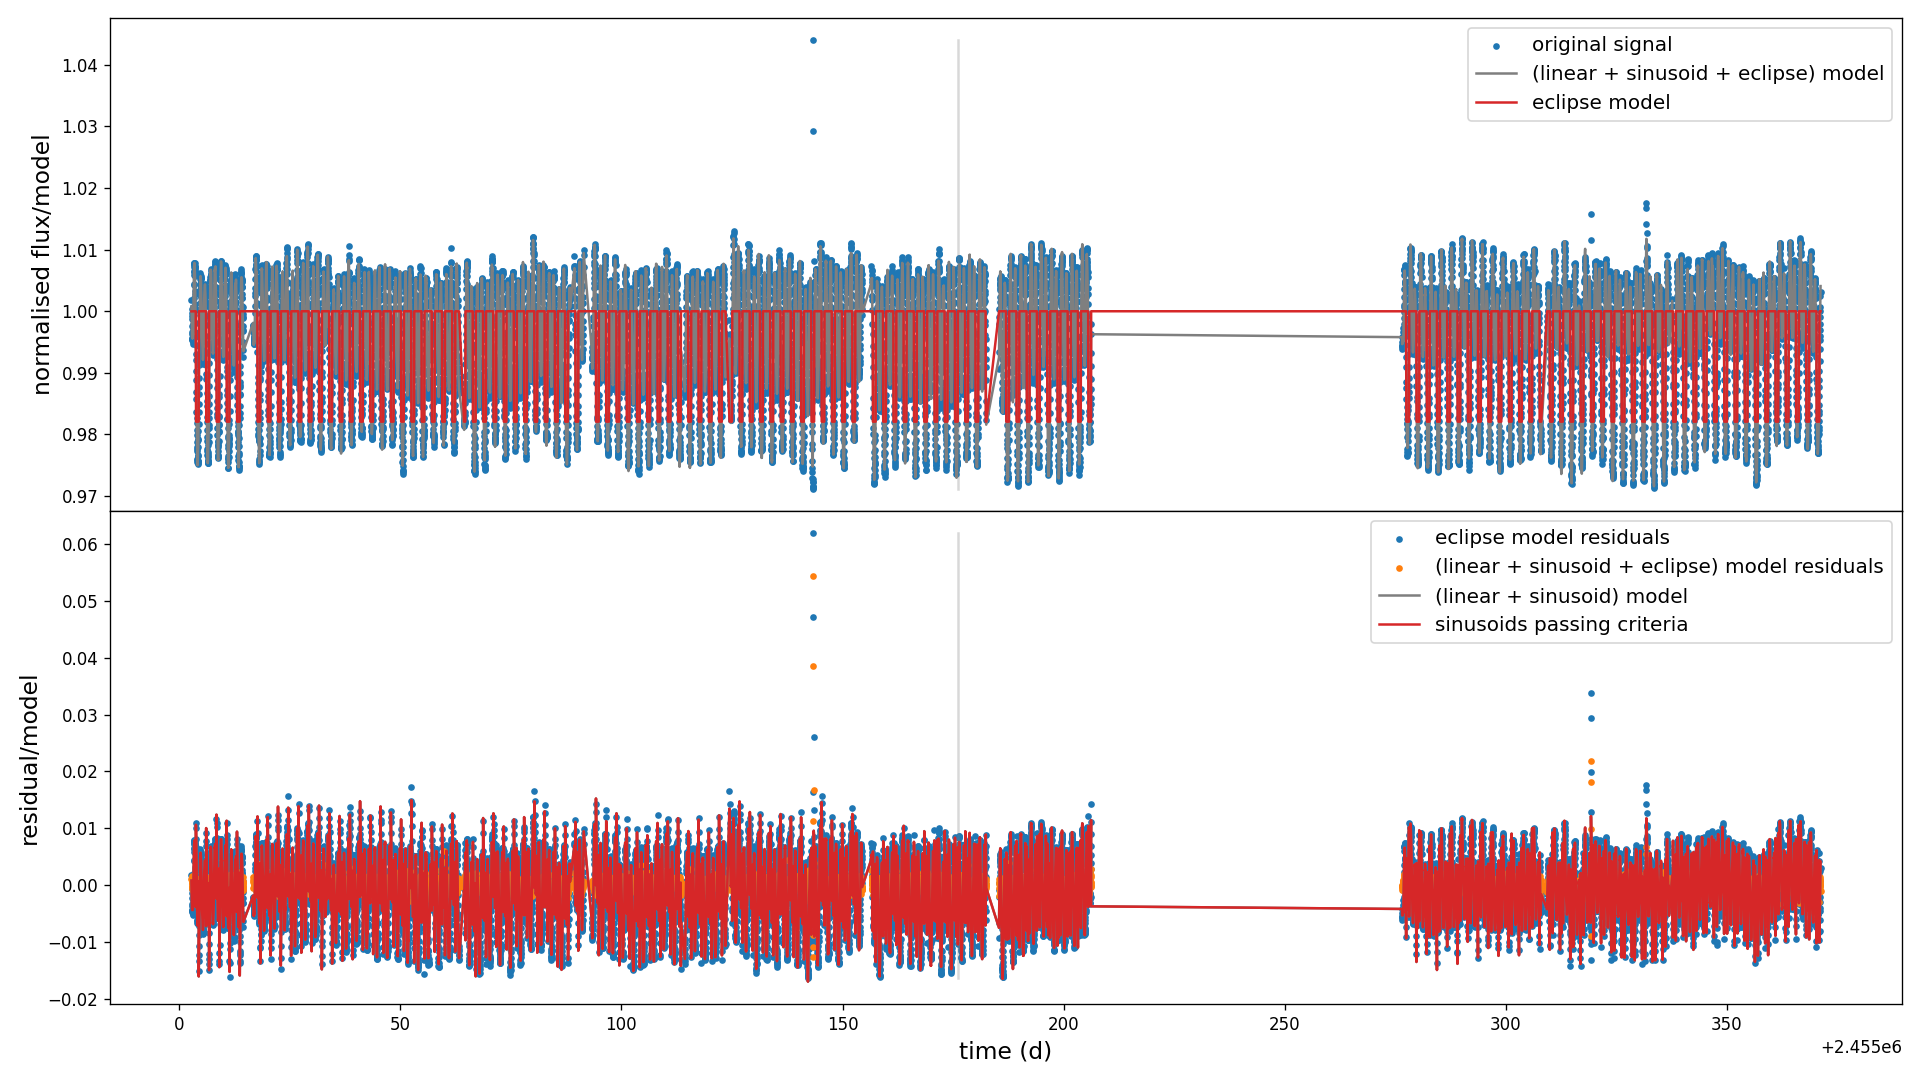 1.04
1.03
1.02
1.01
1.00
0.99
0.98
0.97
normalised flux/model
original signal
(linear + sinusoid + eclipse) model
eclipse model
0.06
0.05
0.04
0.03
0.02
0.01
0.00
−0.01
−0.02
residual/model
eclipse model residuals
(linear + sinusoid + eclipse) model residuals
(linear + sinusoid) model
sinusoids passing criteria
0 50 100 150 200 250 300 350
time (d)
+2.455e6